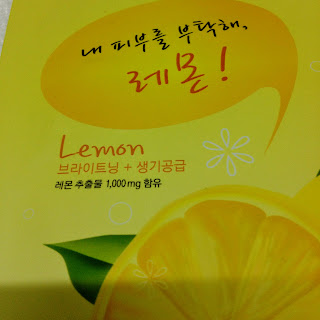 내 피부를 부탁해,
레몬!
Lemon
브라이트닝 + 생기공급
레몬 추출물 1,000mg 함유